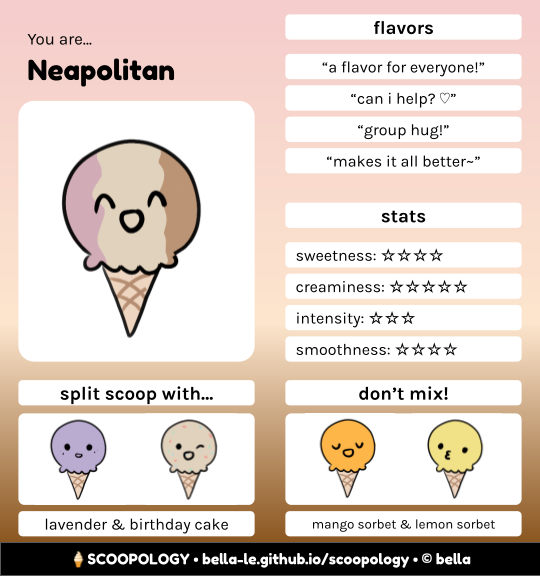 You are...
Neapolitan
flavors
“a flavor for everyone!”
“can i help? ♡”
“group hug!”
“makes it all better~”
stats
sweetness: ☆☆☆☆
creaminess: ☆☆☆☆☆
intensity: ☆☆☆
smoothness: ☆☆☆☆
split scoop with...
lavender & birthday cake
don’t mix!
mango sorbet & lemon sorbet
SCOOPOLOGY • bella-le.github.io/scoopology • © bella